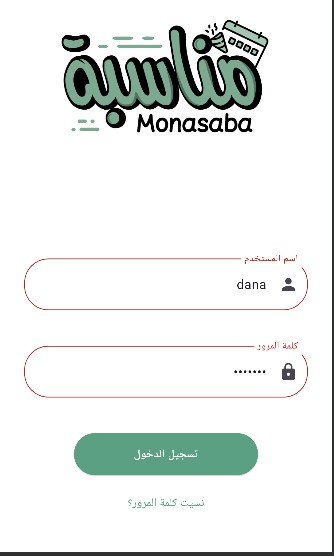 مناسبة
Monasaba
اسم المستخدم
dana
كلمة المرور
•••••••
تسجيل الدخول
نسيت كلمة المرور؟